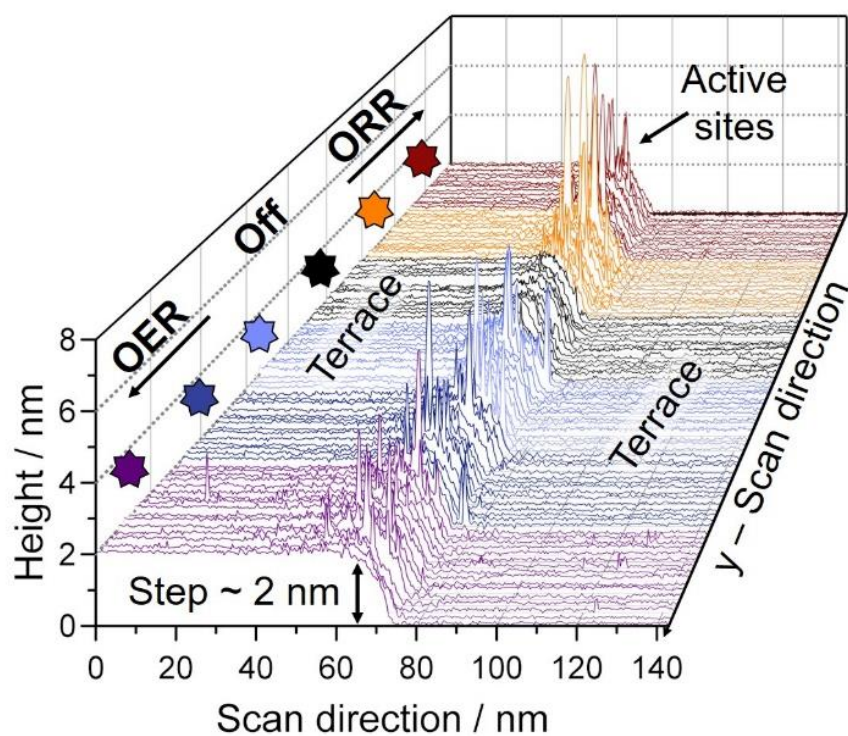 Active
sites
ORR
Off
OER
Terrace
Terrace
8
6
4
2
0
Height / nm
Step ~ 2 nm
0 20 40 60 80 100 120 140
Scan direction / nm
y – Scan direction